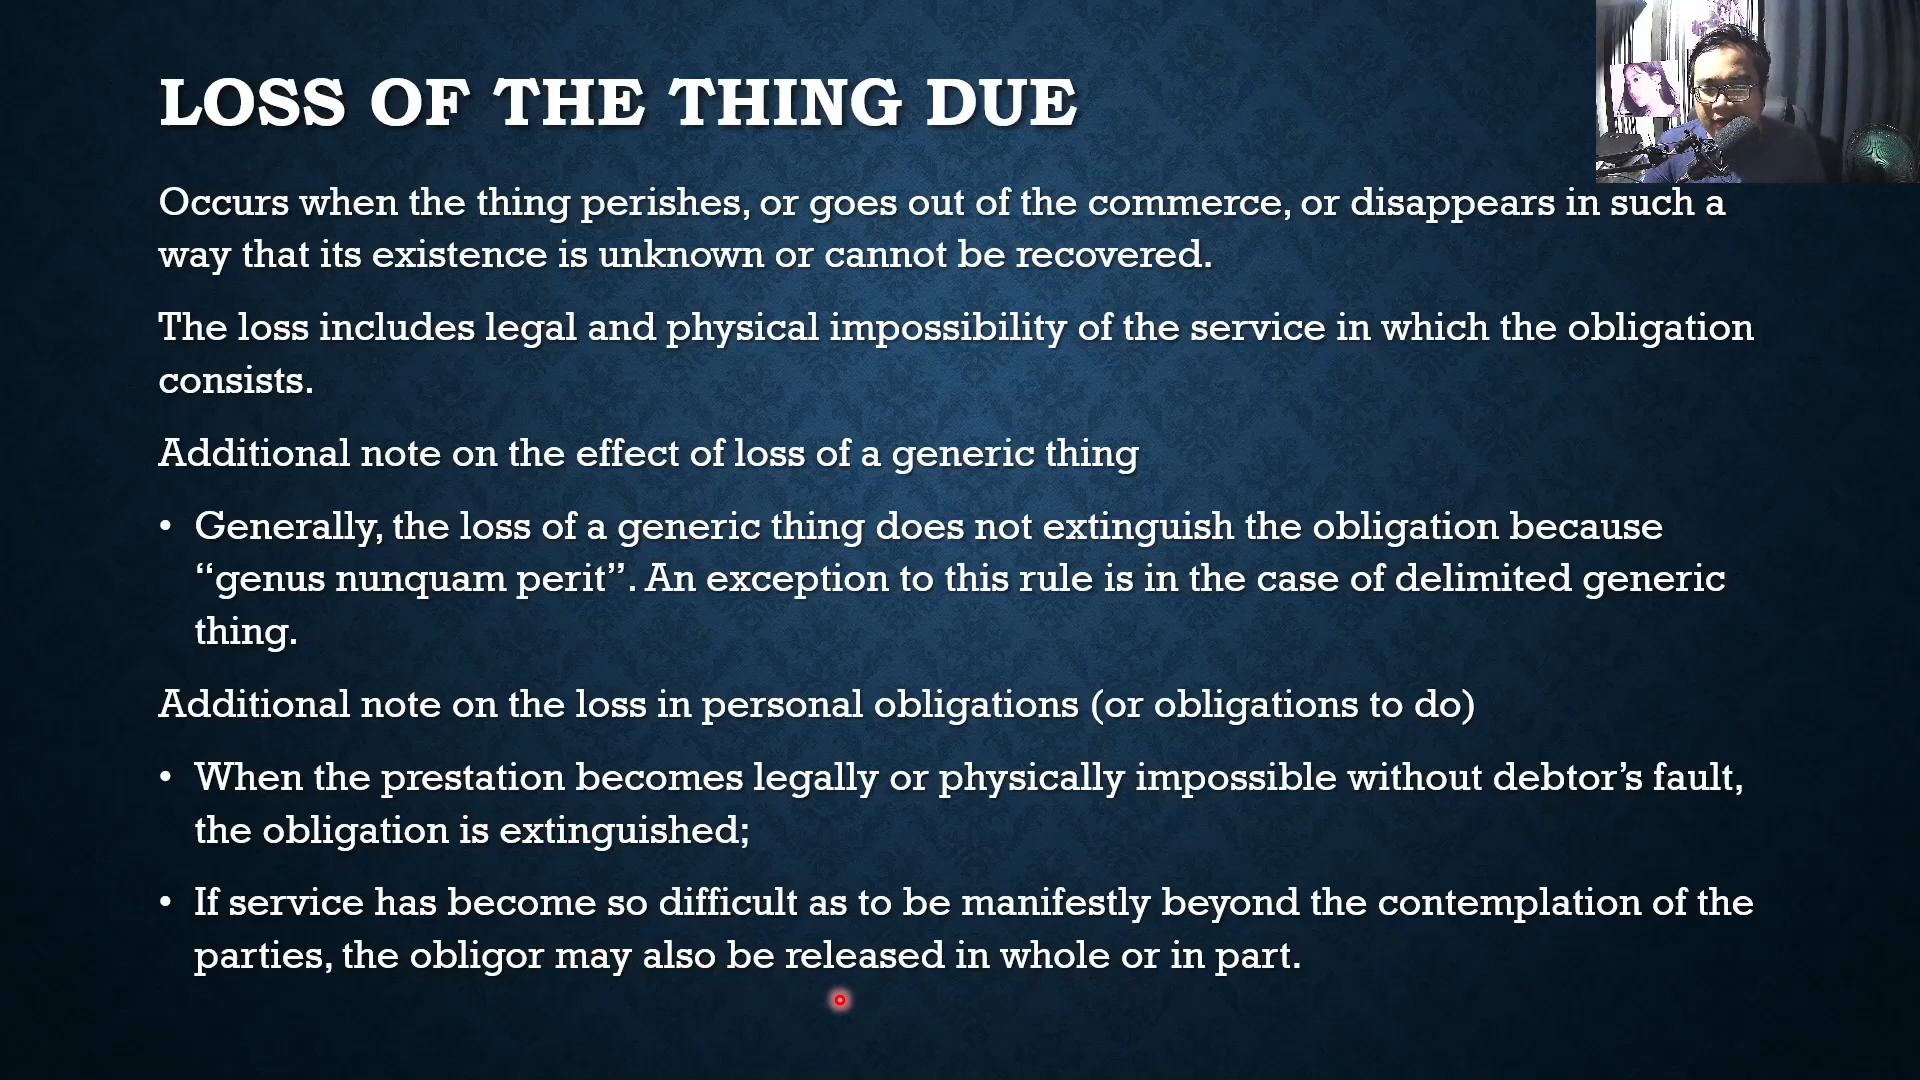 LOSS OF THE THING DUE
Occurs when the thing perishes, or goes out of the commerce, or disappears in such a
way that its existence is unknown or cannot be recovered.
The loss includes legal and physical impossibility of the service in which the obligation
consists.
Additional note on the effect of loss of a generic thing
• Generally, the loss of a generic thing does not extinguish the obligation because
“genus nunquam perit”. An exception to this rule is in the case of delimited generic
thing.
Additional note on the loss in personal obligations (or obligations to do)
• When the prestation becomes legally or physically impossible without debtor’s fault,
the obligation is extinguished;
• If service has become so difficult as to be manifestly beyond the contemplation of the
parties, the obligor may also be released in whole or in part.